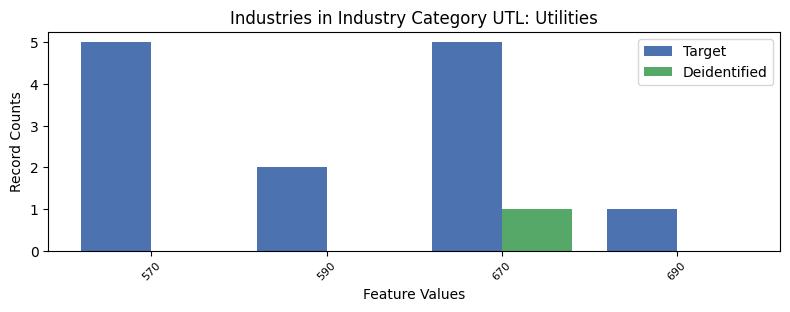 Industries in Industry Category UTL: Utilities
Target
Deidentified
Record Counts
5
4
3
2
1
0
570
590
670
690
Feature Values